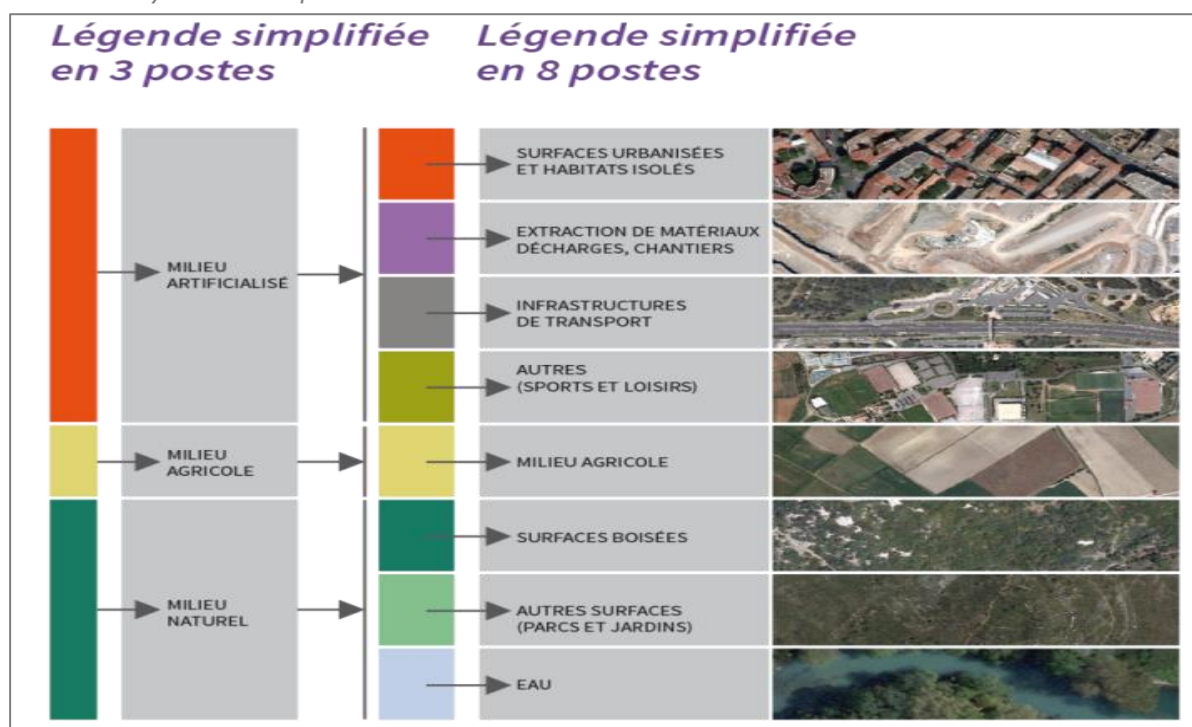 Légende simplifiée
en 3 postes
Légende simplifiée
en 8 postes
MILIEU
ARTIFICIALISÉ
SURFACES URBANISÉES
ET HABITATS ISOLÉS
EXTRACTION DE MATÉRIAUX
DÉCHARGES, CHANTIERS
INFRASTRUCTURES
DE TRANSPORT
AUTRES
(SPORTS ET LOISIRS)
MILIEU
AGRICOLE
MILIEU AGRICOLE
MILIEU
NATUREL
SURFACES BOISÉES
AUTRES SURFACES
(PARCS ET JARDINS)
EAU